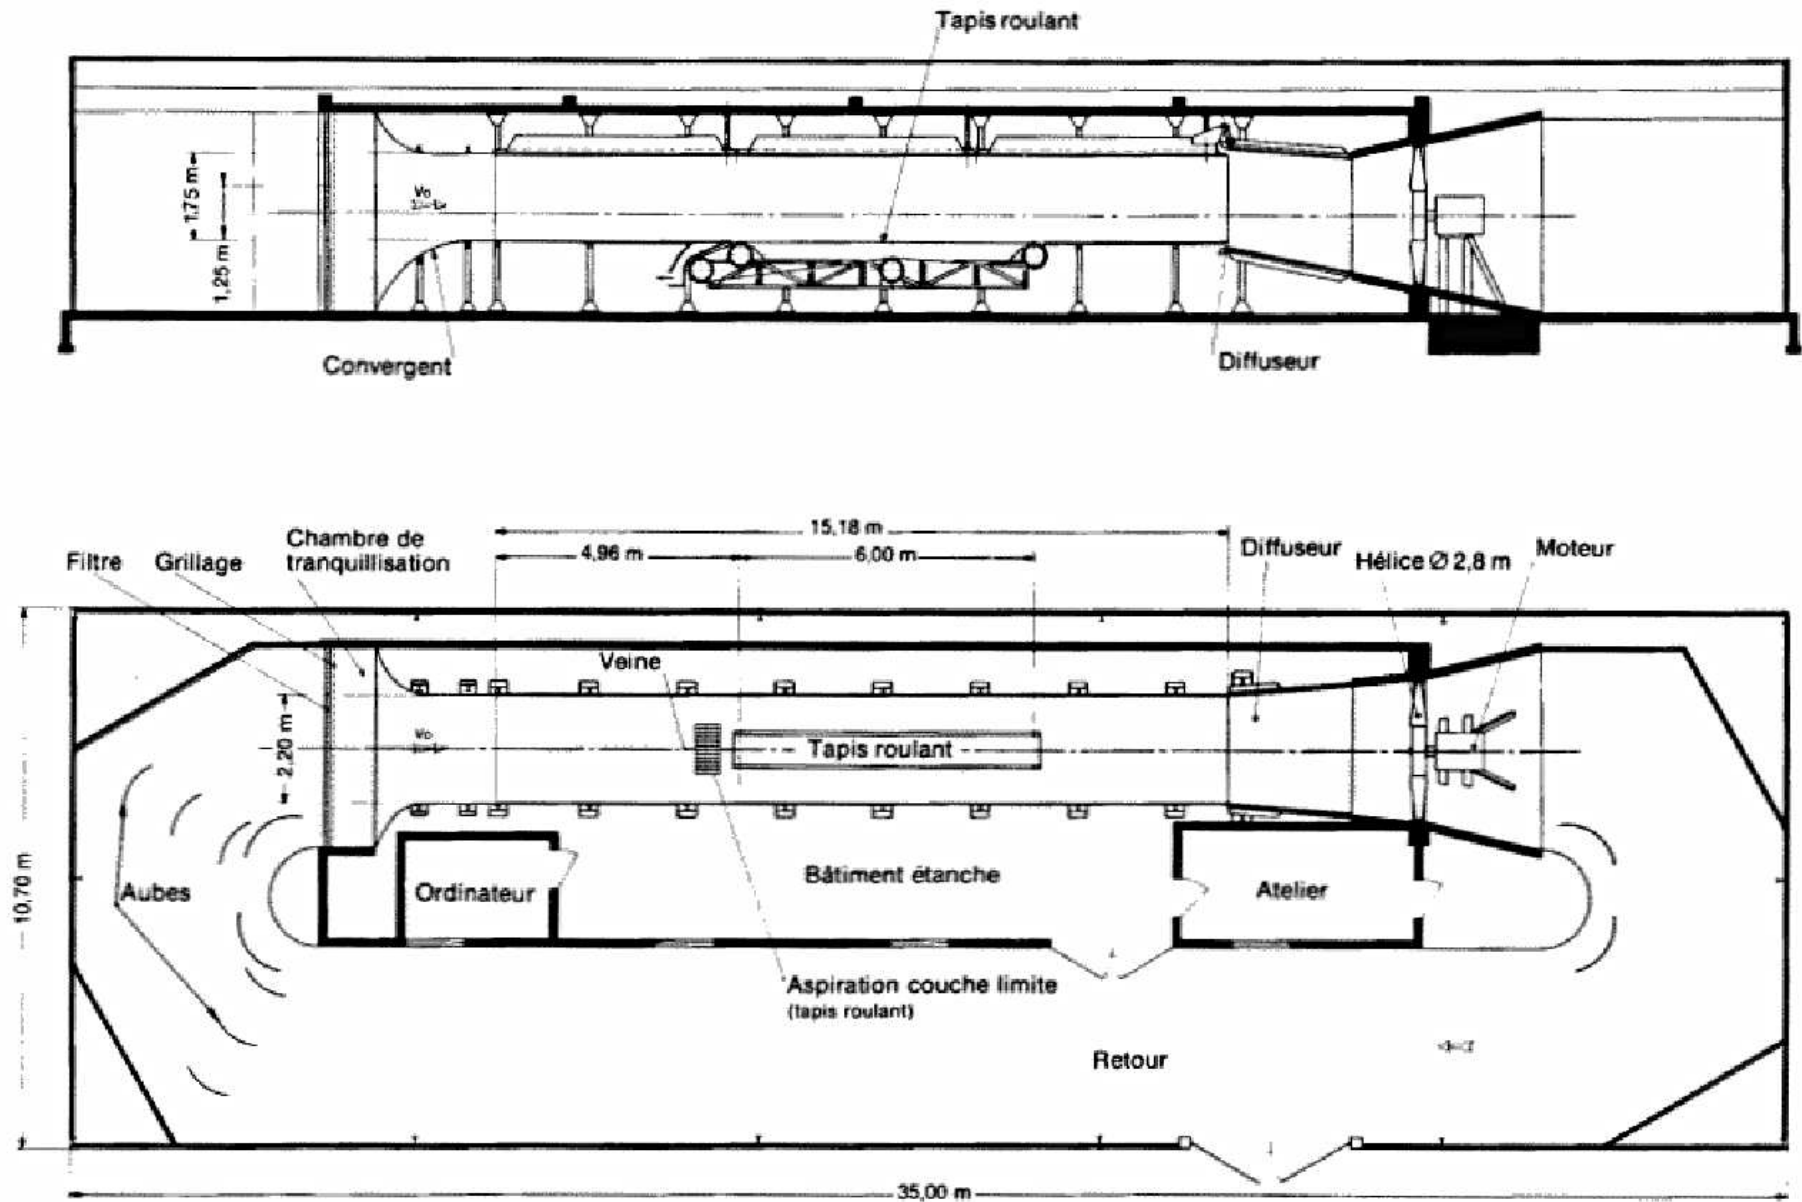 Tapis roulant
1,75 m
1,25 m
Vo
Convergent
Diffuseur
15,18 m
4,96 m
6,00 m
Filtre
Grillage
Chambre de
tranquillisation
Diffuseur
Hélice Ø 2,8 m
Moteur
Veine
2,20 m
Vo
Tapis roulant
10,70 m
Aubes
Ordinateur
Bâtiment étanche
Atelier
Aspiration couche limite
(tapis roulant)
Retour
35,00 m